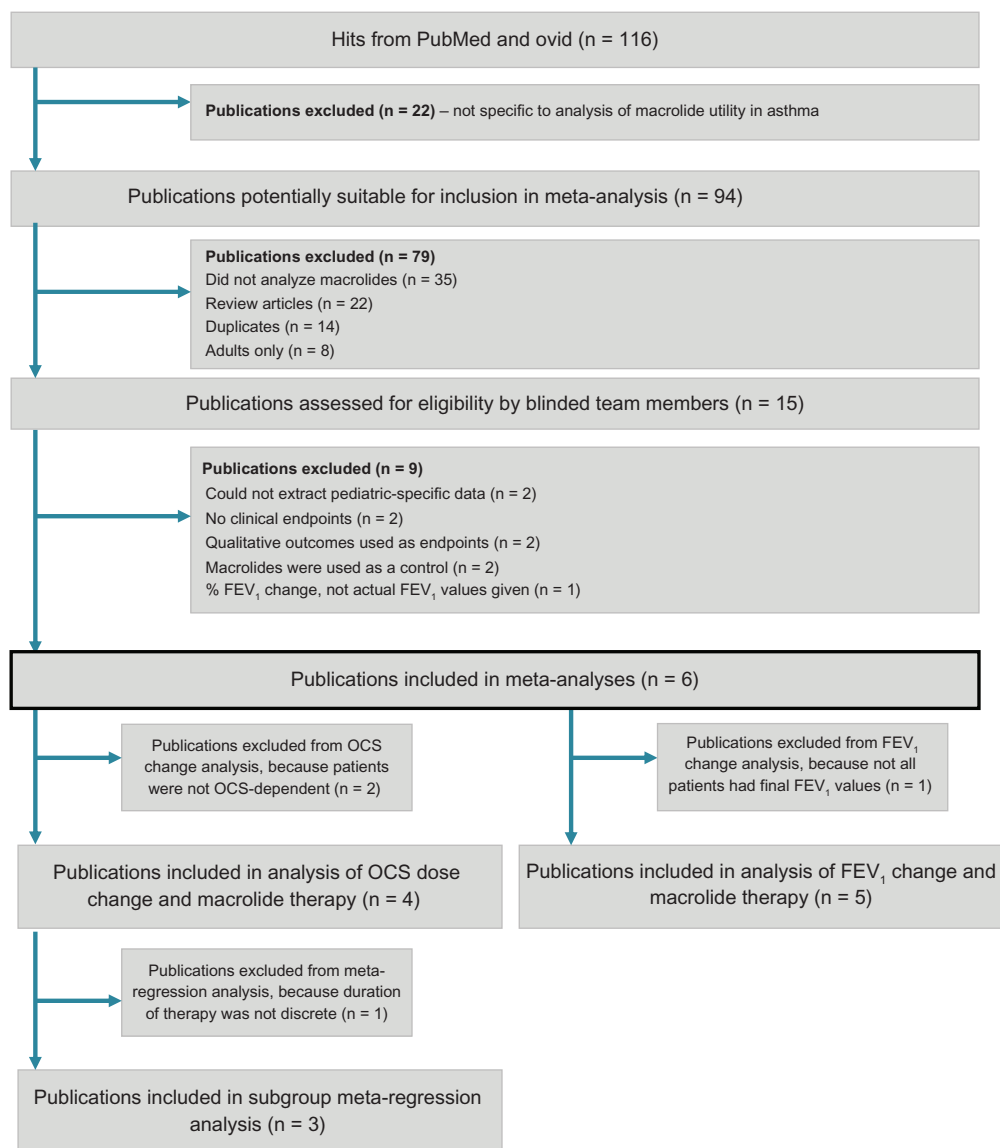 Hits from PubMed and ovid (n = 116)
Publications excluded (n = 22) – not specific to analysis of macrolide utility in asthma
Publications potentially suitable for inclusion in meta-analysis (n = 94)
Publications excluded (n = 79)
Did not analyze macrolides (n = 35)
Review articles (n = 22)
Duplicates (n = 14)
Adults only (n = 8)
Publications assessed for eligibility by blinded team members (n = 15)
Publications excluded (n = 9)
Could not extract pediatric-specific data (n = 2)
No clinical endpoints (n = 2)
Qualitative outcomes used as endpoints (n = 2)
Macrolides were used as a control (n = 2)
% FEV₁ change, not actual FEV₁ values given (n = 1)
Publications included in meta-analyses (n = 6)
Publications excluded from OCS
change analysis, because patients
were not OCS-dependent (n = 2)
Publications excluded from FEV₁
change analysis, because not all
patients had final FEV₁ values (n = 1)
Publications included in analysis of OCS dose
change and macrolide therapy (n = 4)
Publications included in analysis of FEV₁ change and
macrolide therapy (n = 5)
Publications excluded from meta-
regression analysis, because duration
of therapy was not discrete (n = 1)
Publications included in subgroup meta-regression
analysis (n = 3)